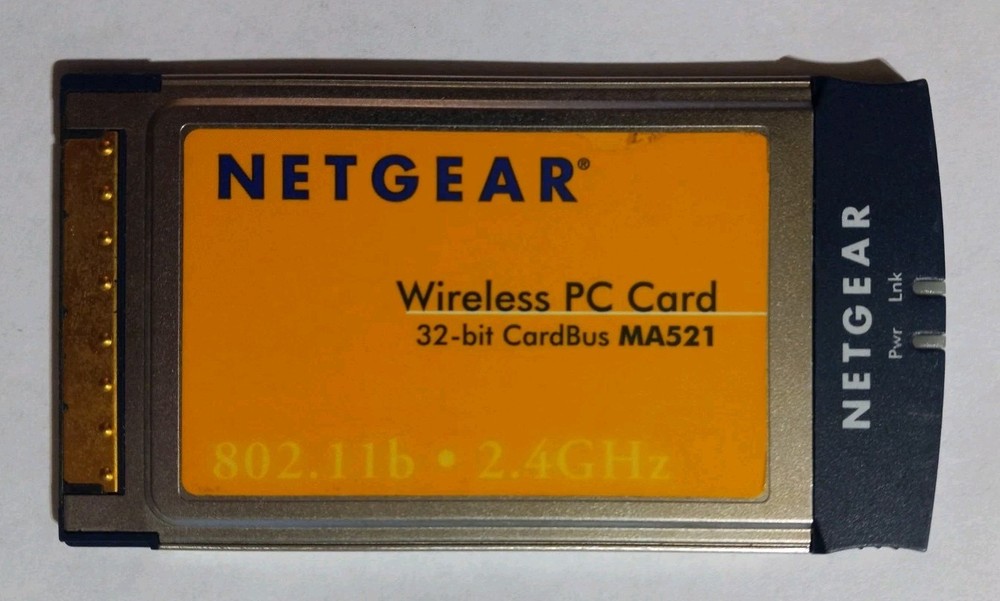 NETGEAR®
Wireless PC Card
32-bit CardBus MA521
802.11b • 2.4GHz
NETGEAR
Pwr Lnk